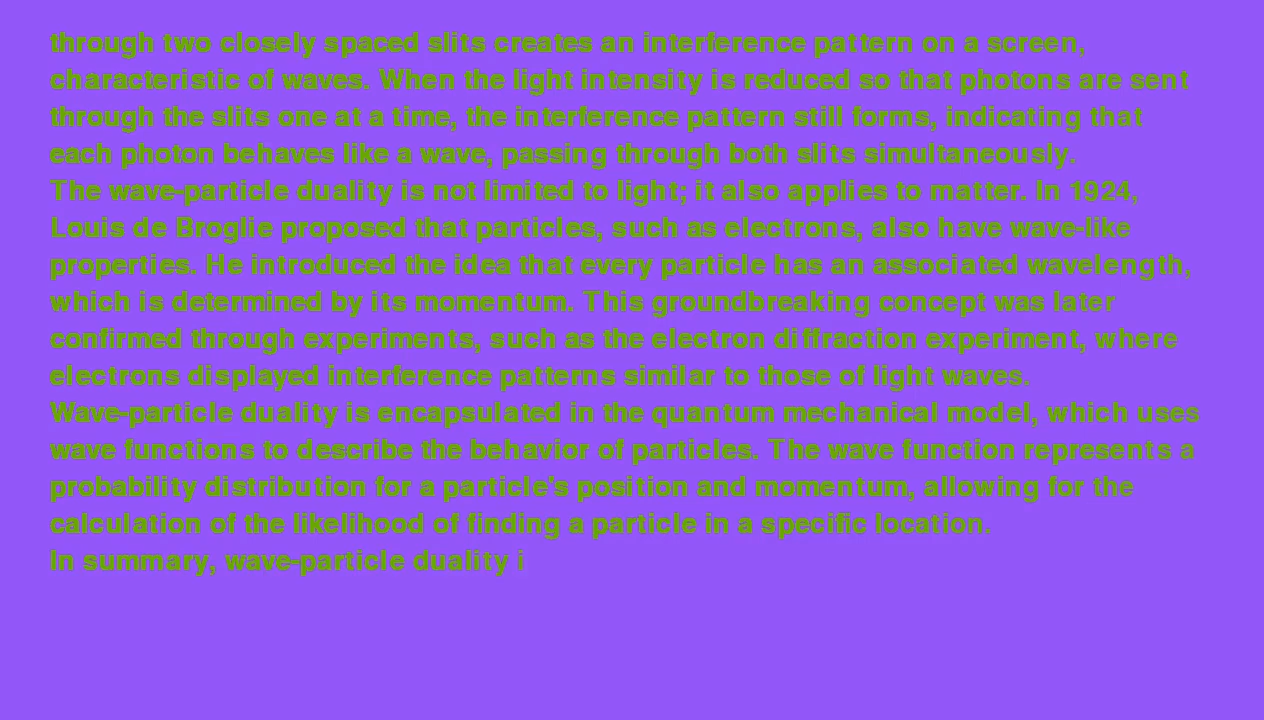 through two closely spaced slits creates an interference pattern on a screen,
characteristic of waves. When the light intensity is reduced so that photons are sent
through the slits one at a time, the interference pattern still forms, indicating that
each photon behaves like a wave, passing through both slits simultaneously.
The wave-particle duality is not limited to light; it also applies to matter. In 1924,
Louis de Broglie proposed that particles, such as electrons, also have wave-like
properties. He introduced the idea that every particle has an associated wavelength,
which is determined by its momentum. This groundbreaking concept was later
confirmed through experiments, such as the electron diffraction experiment, where
electrons displayed interference patterns similar to those of light waves.
Wave-particle duality is encapsulated in the quantum mechanical model, which uses
wave functions to describe the behavior of particles. The wave function represents a
probability distribution for a particle's position and momentum, allowing for the
calculation of the likelihood of finding a particle in a specific location.
In summary, wave-particle duality i